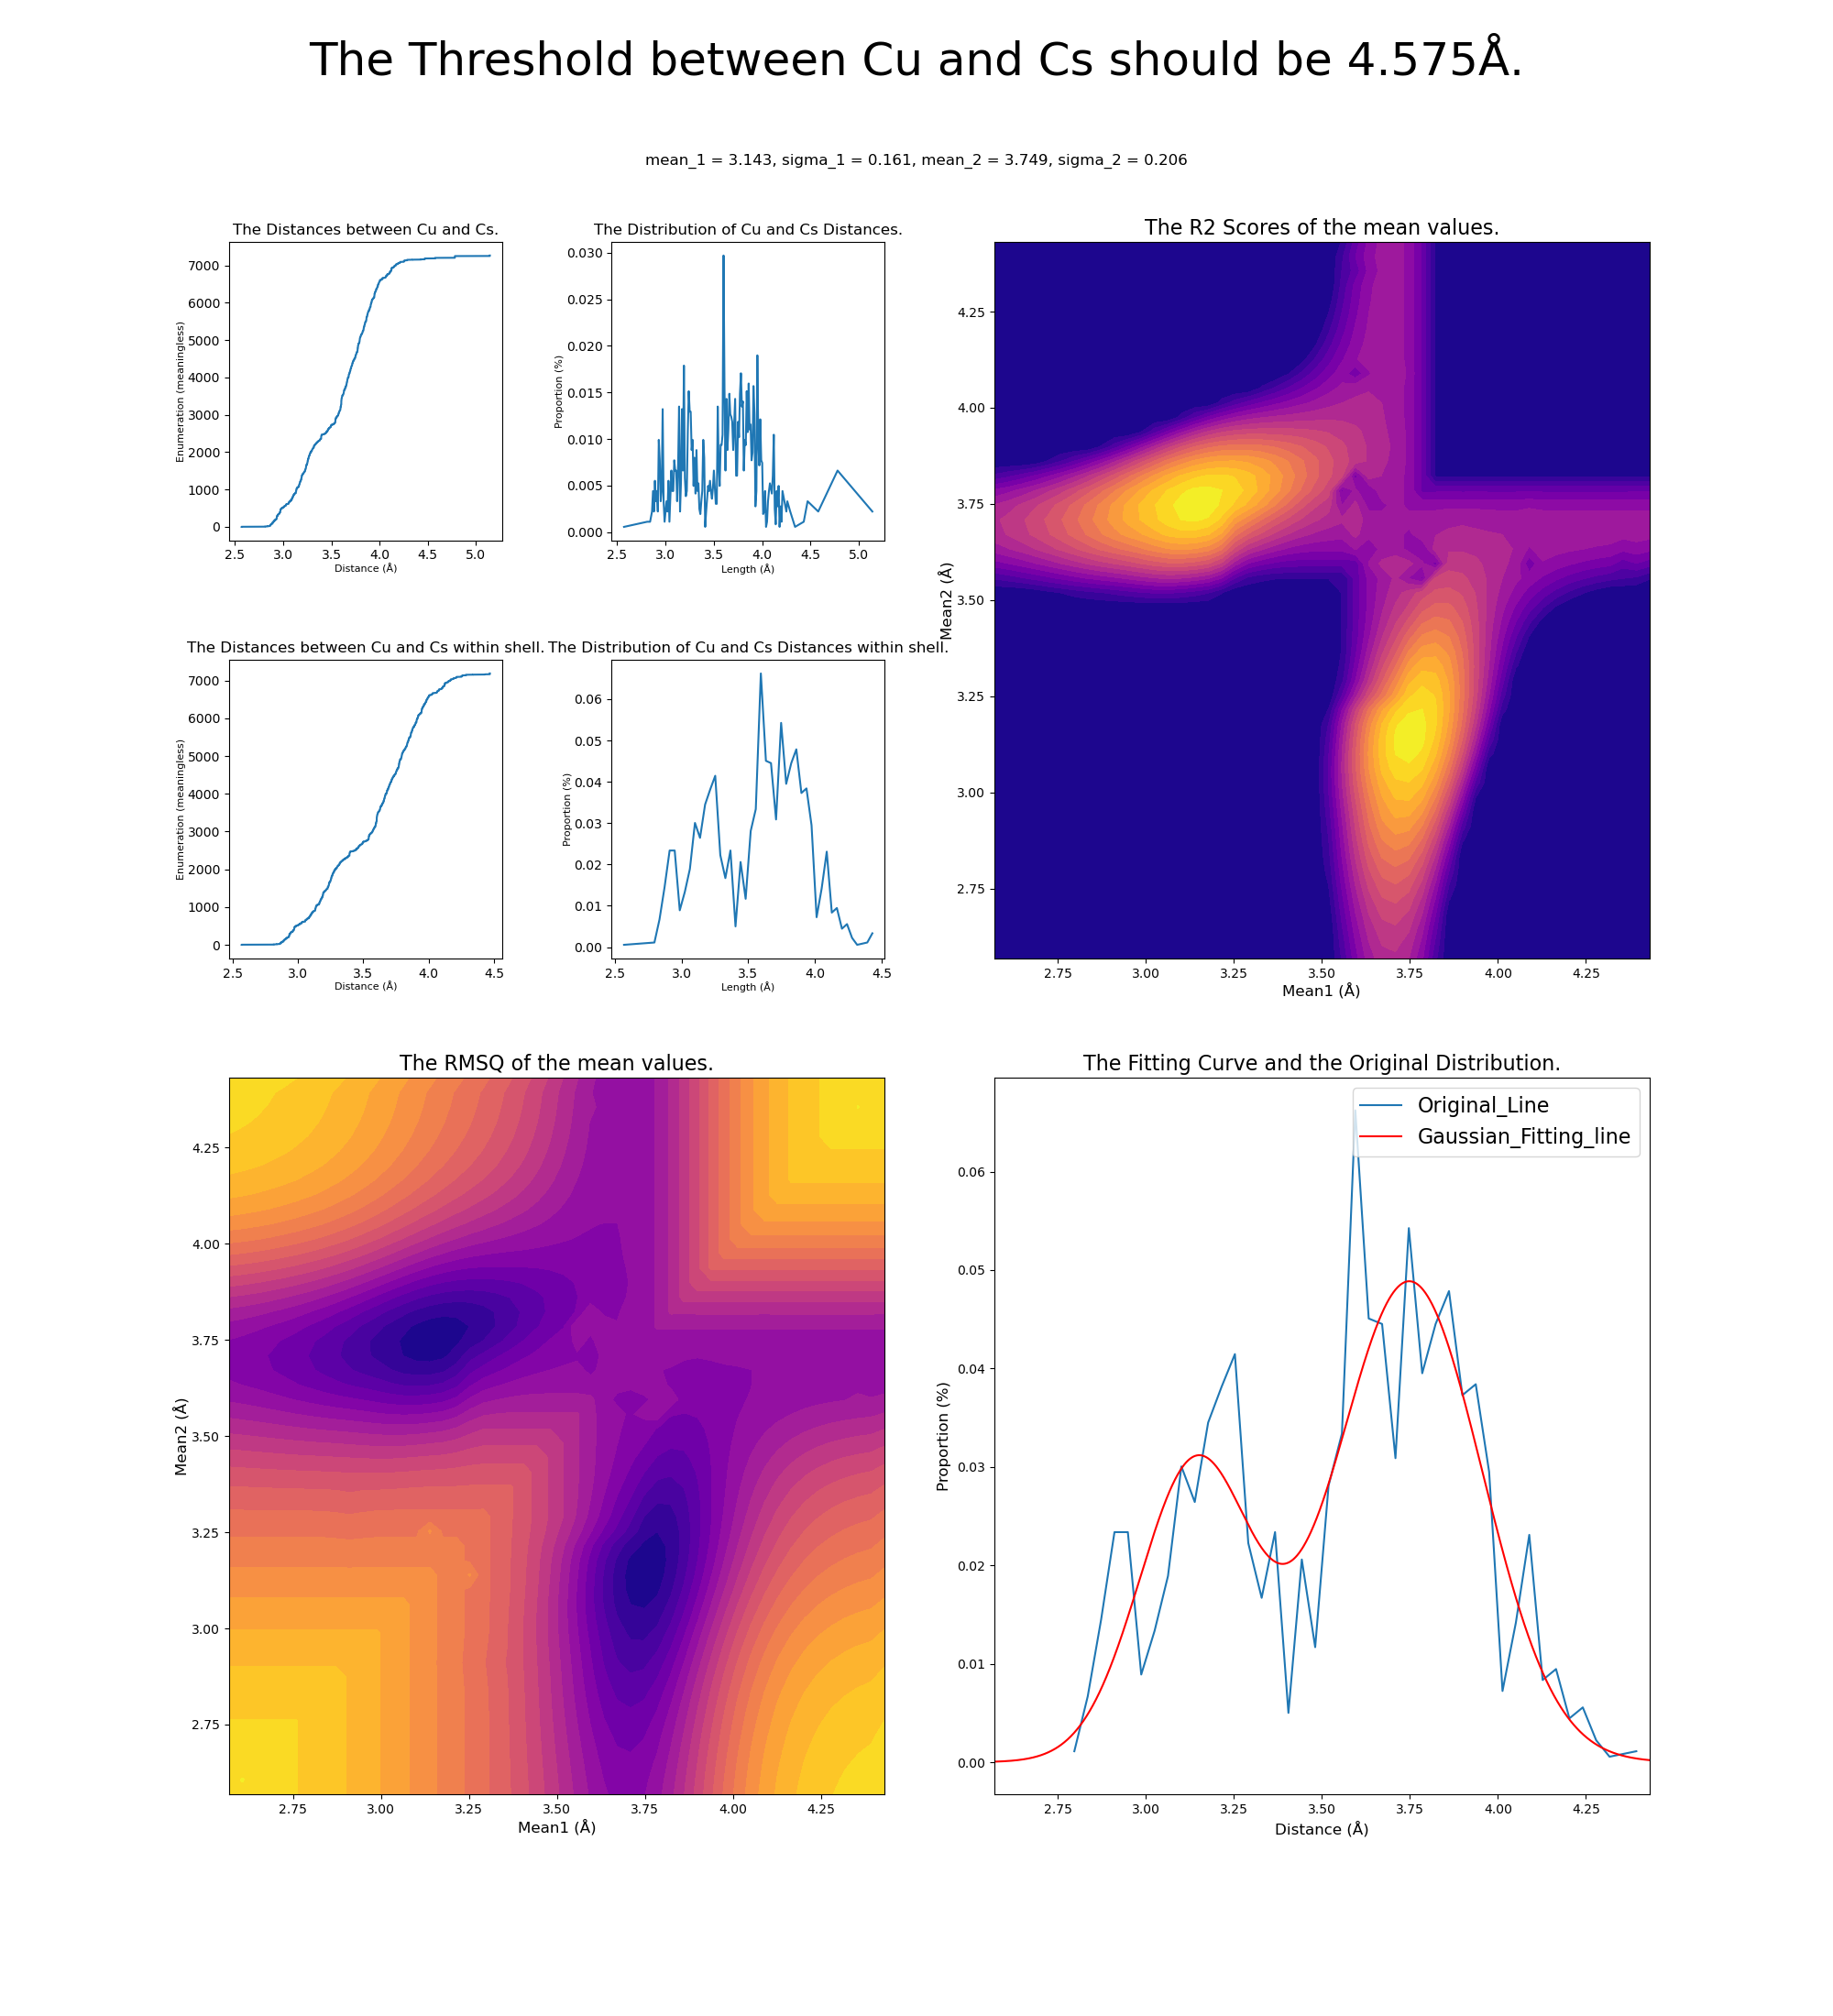 The Threshold between Cu and Cs should be 4.575Å.
mean_1 = 3.143, sigma_1 = 0.161, mean_2 = 3.749, sigma_2 = 0.206
The Distances between Cu and Cs.
Enumeration (meaningless)
7000
6000
5000
4000
3000
2000
1000
0
2.5 3.0 3.5 4.0 4.5 5.0
Distance (Å)
The Distribution of Cu and Cs Distances.
Proportion (%)
0.030
0.025
0.020
0.015
0.010
0.005
0.000
2.5 3.0 3.5 4.0 4.5 5.0
Length (Å)
The R2 Scores of the mean values.
Mean2 (Å)
4.25
4.00
3.75
3.50
3.25
3.00
2.75
2.75 3.00 3.25 3.50 3.75 4.00 4.25
Mean1 (Å)
The Distances between Cu and Cs within shell.
Enumeration (meaningless)
7000
6000
5000
4000
3000
2000
1000
0
2.5 3.0 3.5 4.0 4.5
Distance (Å)
The Distribution of Cu and Cs Distances within shell.
Proportion (%)
0.06
0.05
0.04
0.03
0.02
0.01
0.00
2.5 3.0 3.5 4.0 4.5
Length (Å)
The RMSQ of the mean values.
Mean2 (Å)
4.25
4.00
3.75
3.50
3.25
3.00
2.75
2.75 3.00 3.25 3.50 3.75 4.00 4.25
Mean1 (Å)
The Fitting Curve and the Original Distribution.
Original_Line
Gaussian_Fitting_line
Proportion (%)
0.06
0.05
0.04
0.03
0.02
0.01
0.00
2.75 3.00 3.25 3.50 3.75 4.00 4.25
Distance (Å)